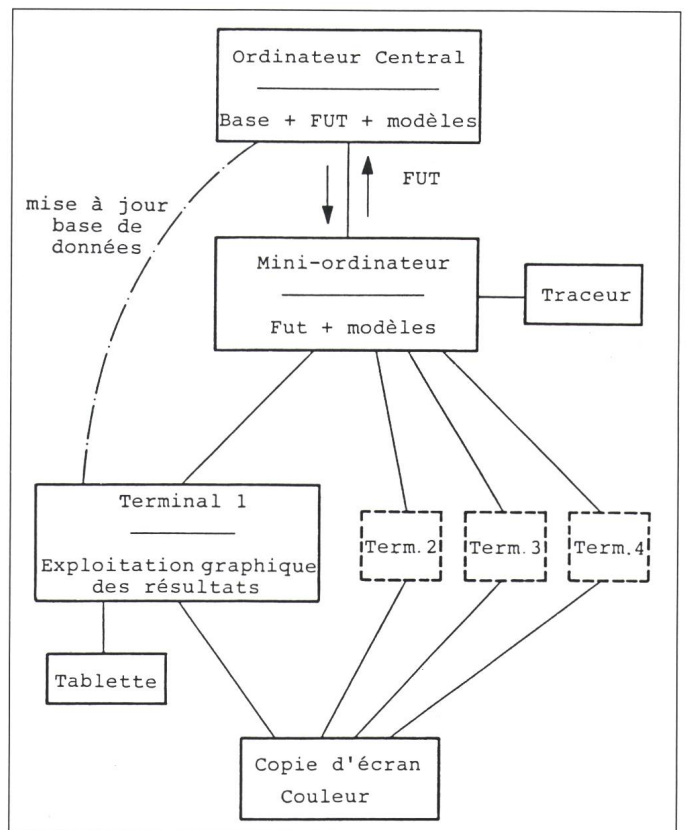 Ordinateur Central
Base + FUT + modèles
FUT
mise à jour
base de
données
Mini-ordinateur
Fut + modèles
Traceur
Terminal 1
Exploitation graphique
des résultats
Term.2
Term.3
Term.4
Tablette
Copie d'écran
Couleur